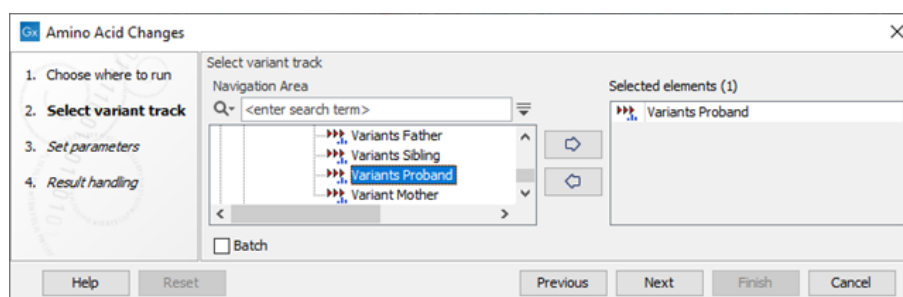 Gx Amino Acid Changes
1. Choose where to run
2. Select variant track
3. Set parameters
4. Result handling
Select variant track
Navigation Area
<enter search term>
Variants Father
Variants Sibling
Variants Proband
Variant Mother
Batch
Selected elements (1)
Variants Proband
Help Reset Previous Next Finish Cancel